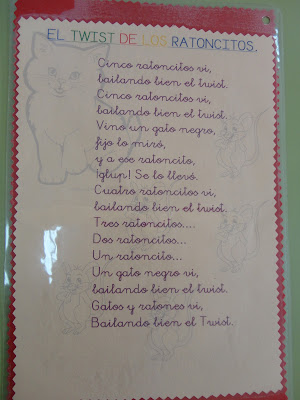 EL TWIST DE LOS RATONCITOS.
Cinco ratoncitos vi,
bailando bien el twist.
Cinco ratoncitos vi,
bailando bien el twist.
Vino un gato negro,
fijo lo miró,
y a ese ratoncito,
¡glup! Se lo llevó.
Cuatro ratoncitos vi,
bailando bien el twist.
Tres ratoncitos....
Dos ratoncitos...
Un ratoncito...
Un gato negro vi,
bailando bien el twist.
Gatos y ratones vi,
Bailando bien el Twist.